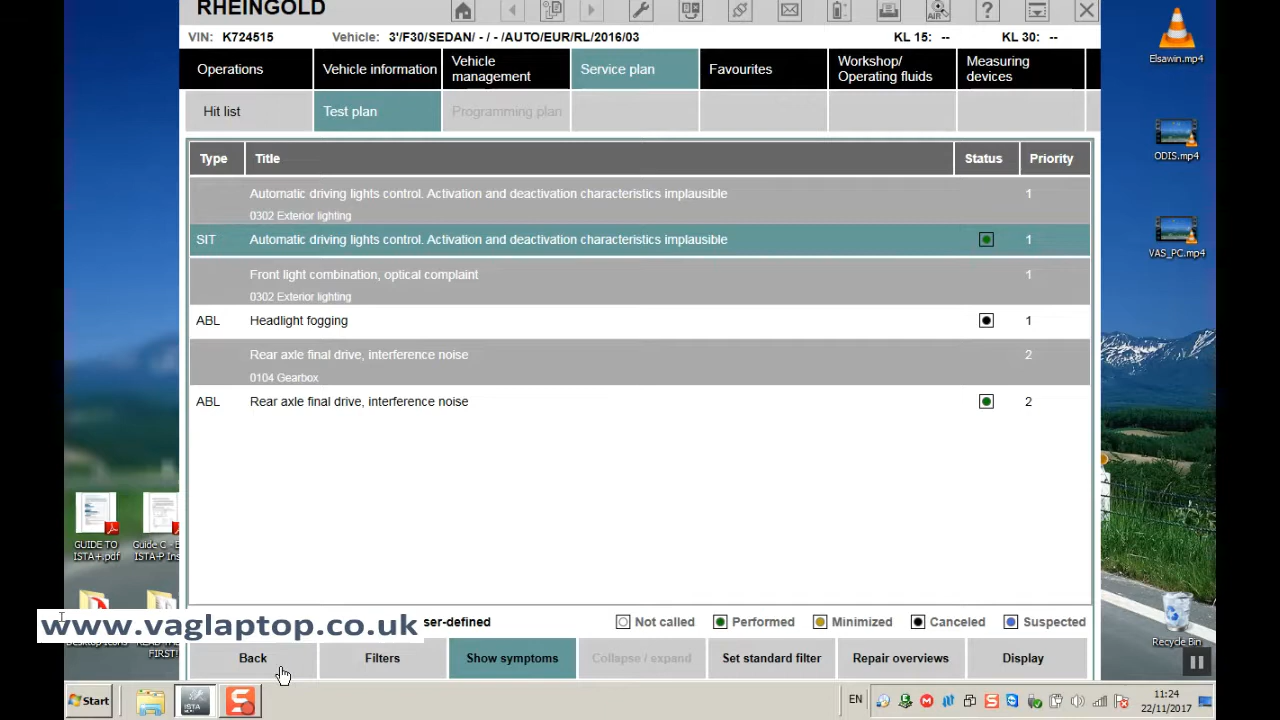 RHEINGOLD
VIN: K724515 Vehicle: 3'/F30/SEDAN/ - / - /AUTO/EUR/RL/2016/03 KL 15: -- KL 30: --
Operations
Vehicle information
Vehicle management
Service plan
Favourites
Workshop/ Operating fluids
Measuring devices
Hit list
Test plan
Programming plan
Type Title Status Priority
Automatic driving lights control. Activation and deactivation characteristics implausible 1
0302 Exterior lighting
SIT Automatic driving lights control. Activation and deactivation characteristics implausible 1
Front light combination, optical complaint 1
0302 Exterior lighting
ABL Headlight fogging 1
Rear axle final drive, interference noise 2
0104 Gearbox
ABL Rear axle final drive, interference noise 2
ser-defined Not called Performed Minimized Canceled Suspected
Back Filters Show symptoms Collapse / expand Set standard filter Repair overviews Display
www.vaglaptop.co.uk
Elsawin.mp4
ODIS.mp4
VAS_PC.mp4
Recycle Bin
GUIDE TO
ISTA+.pdf
FIRST!
AIR
?
Start
ISTA
EN
11:24
22/11/2017